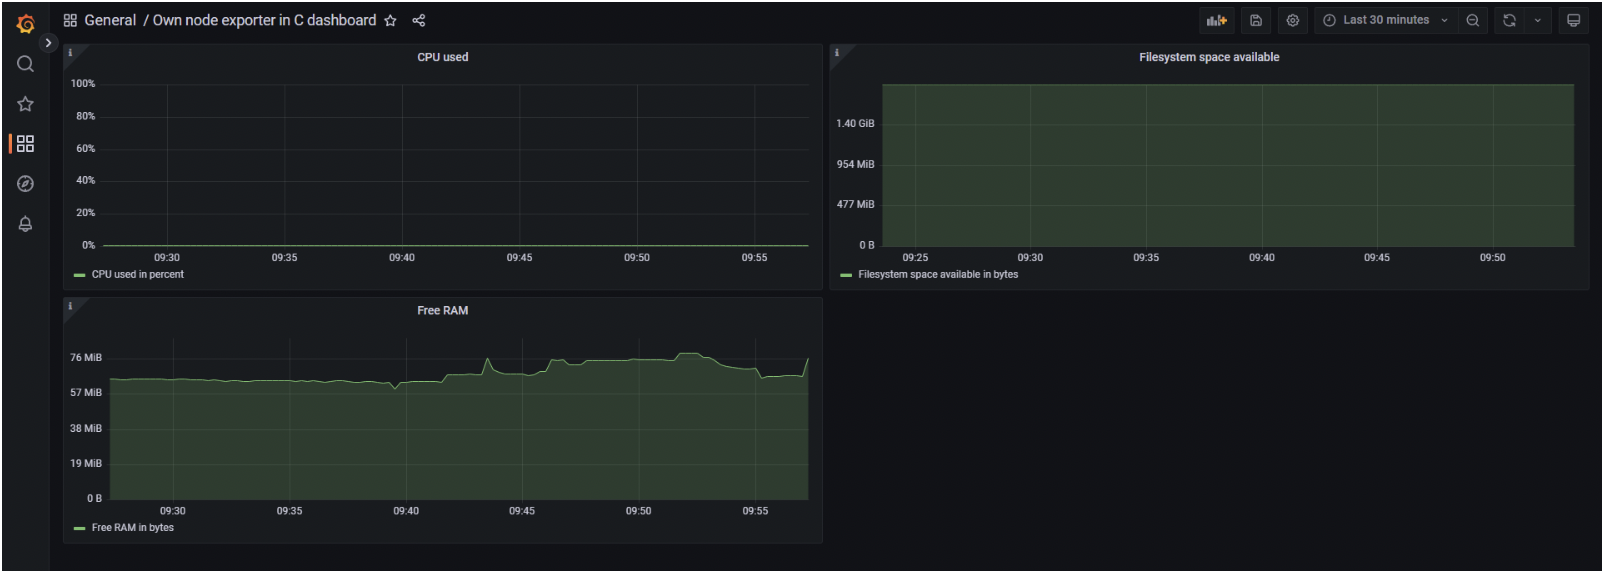 General / Own node exporter in C dashboard
Last 30 minutes
CPU used
100%
80%
60%
40%
20%
0%
09:30 09:35 09:40 09:45 09:50 09:55
CPU used in percent
Filesystem space available
1.40 GiB
954 MiB
477 MiB
0 B
09:25 09:30 09:35 09:40 09:45 09:50
Filesystem space available in bytes
Free RAM
76 MiB
57 MiB
38 MiB
19 MiB
0 B
09:30 09:35 09:40 09:45 09:50 09:55
Free RAM in bytes